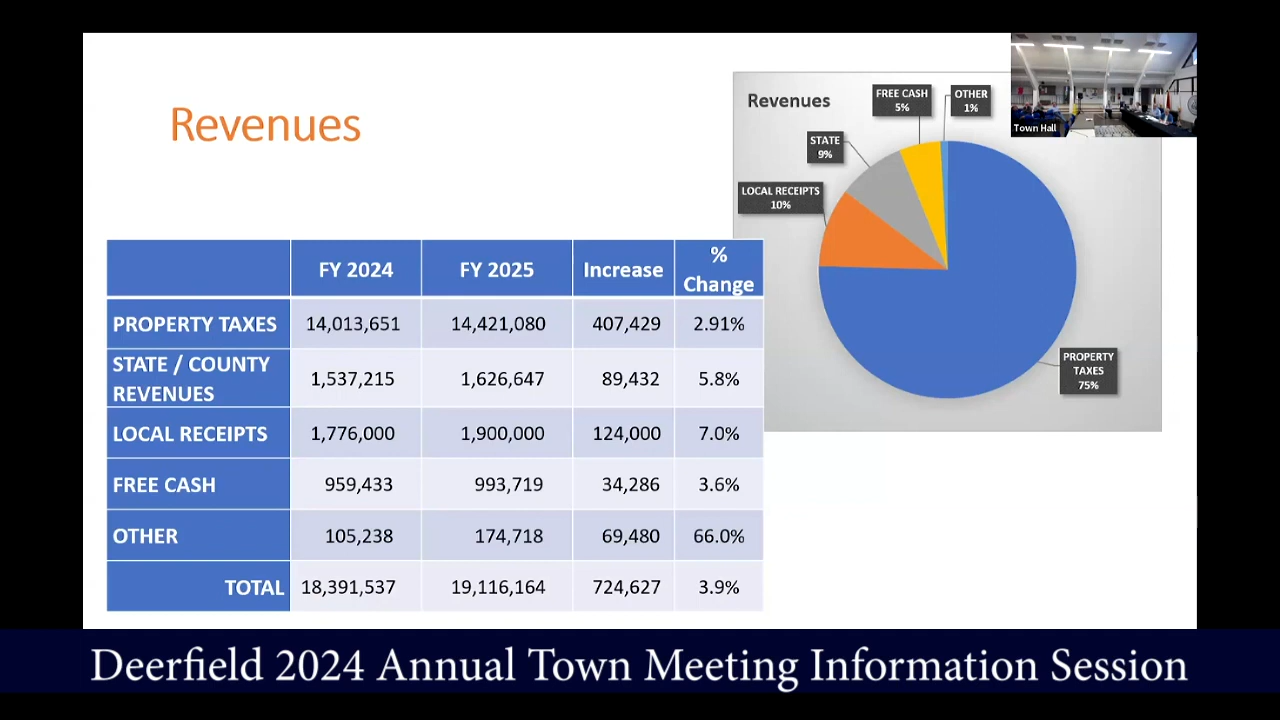 Revenues
Revenues
FREE CASH
5%
OTHER
1%
STATE
9%
LOCAL RECEIPTS
10%
PROPERTY
TAXES
75%
Town Hall
FY 2024 FY 2025 Increase %
Change
PROPERTY TAXES 14,013,651 14,421,080 407,429 2.91%
STATE / COUNTY
REVENUES 1,537,215 1,626,647 89,432 5.8%
LOCAL RECEIPTS 1,776,000 1,900,000 124,000 7.0%
FREE CASH 959,433 993,719 34,286 3.6%
OTHER 105,238 174,718 69,480 66.0%
TOTAL 18,391,537 19,116,164 724,627 3.9%
Deerfield 2024 Annual Town Meeting Information Session